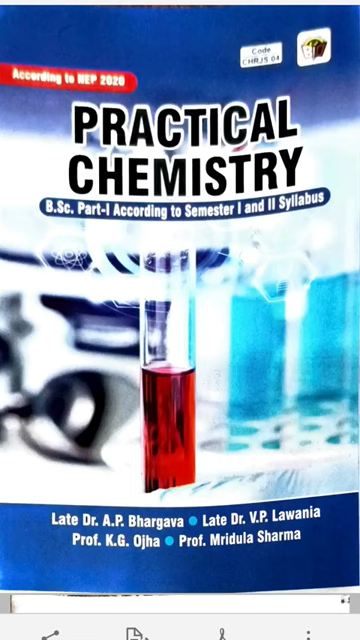 Code
CHRJS 04
According to NEP 2020
PRACTICAL
CHEMISTRY
B.Sc. Part-I According to Semester I and II Syllabus
Late Dr. A.P. Bhargava ● Late Dr. V.P. Lawania
Prof. K.G. Ojha ● Prof. Mridula Sharma